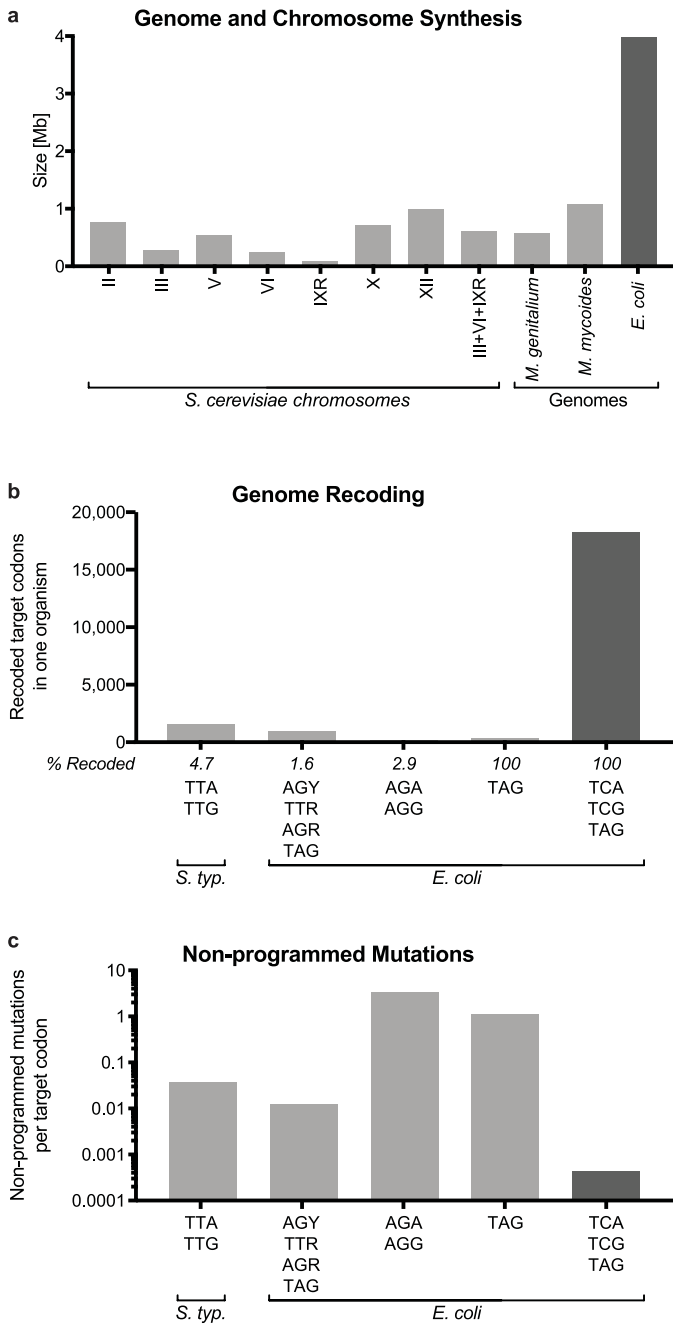 a
Genome and Chromosome Synthesis
Size [Mb]
4
3
2
1
0
II
III
V
VI
IXR
X
XII
III+VI+IXR
M. genitalium
M. mycoides
E. coli
S. cerevisiae chromosomes
Genomes
b
Genome Recoding
Recoded target codons
in one organism
20,000
15,000
10,000
5,000
0
% Recoded 4.7 1.6 2.9 100 100
TTA AGY AGA TAG TCA
TTG TTR AGG TCG
AGR TAG
TAG
S. typ. E. coli
c
Non-programmed Mutations
Non-programmed mutations
per target codon
10
1
0.1
0.01
0.001
0.0001
TTA AGY AGA TAG TCA
TTG TTR AGG TCG
AGR TAG
TAG
S. typ. E. coli